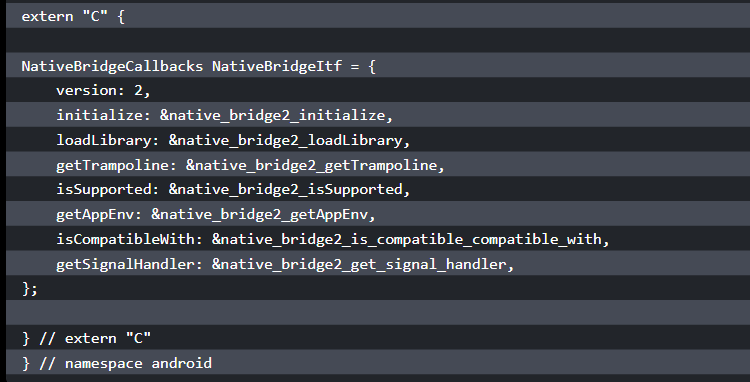 extern "C" {
NativeBridgeCallbacks NativeBridgeItf = {
    version: 2,
    initialize: &native_bridge2_initialize,
    loadLibrary: &native_bridge2_loadLibrary,
    getTrampoline: &native_bridge2_getTrampoline,
    isSupported: &native_bridge2_isSupported,
    getAppEnv: &native_bridge2_getAppEnv,
    isCompatibleWith: &native_bridge2_is_compatible_compatible_with,
    getSignalHandler: &native_bridge2_get_signal_handler,
};
} // extern "C"
} // namespace android